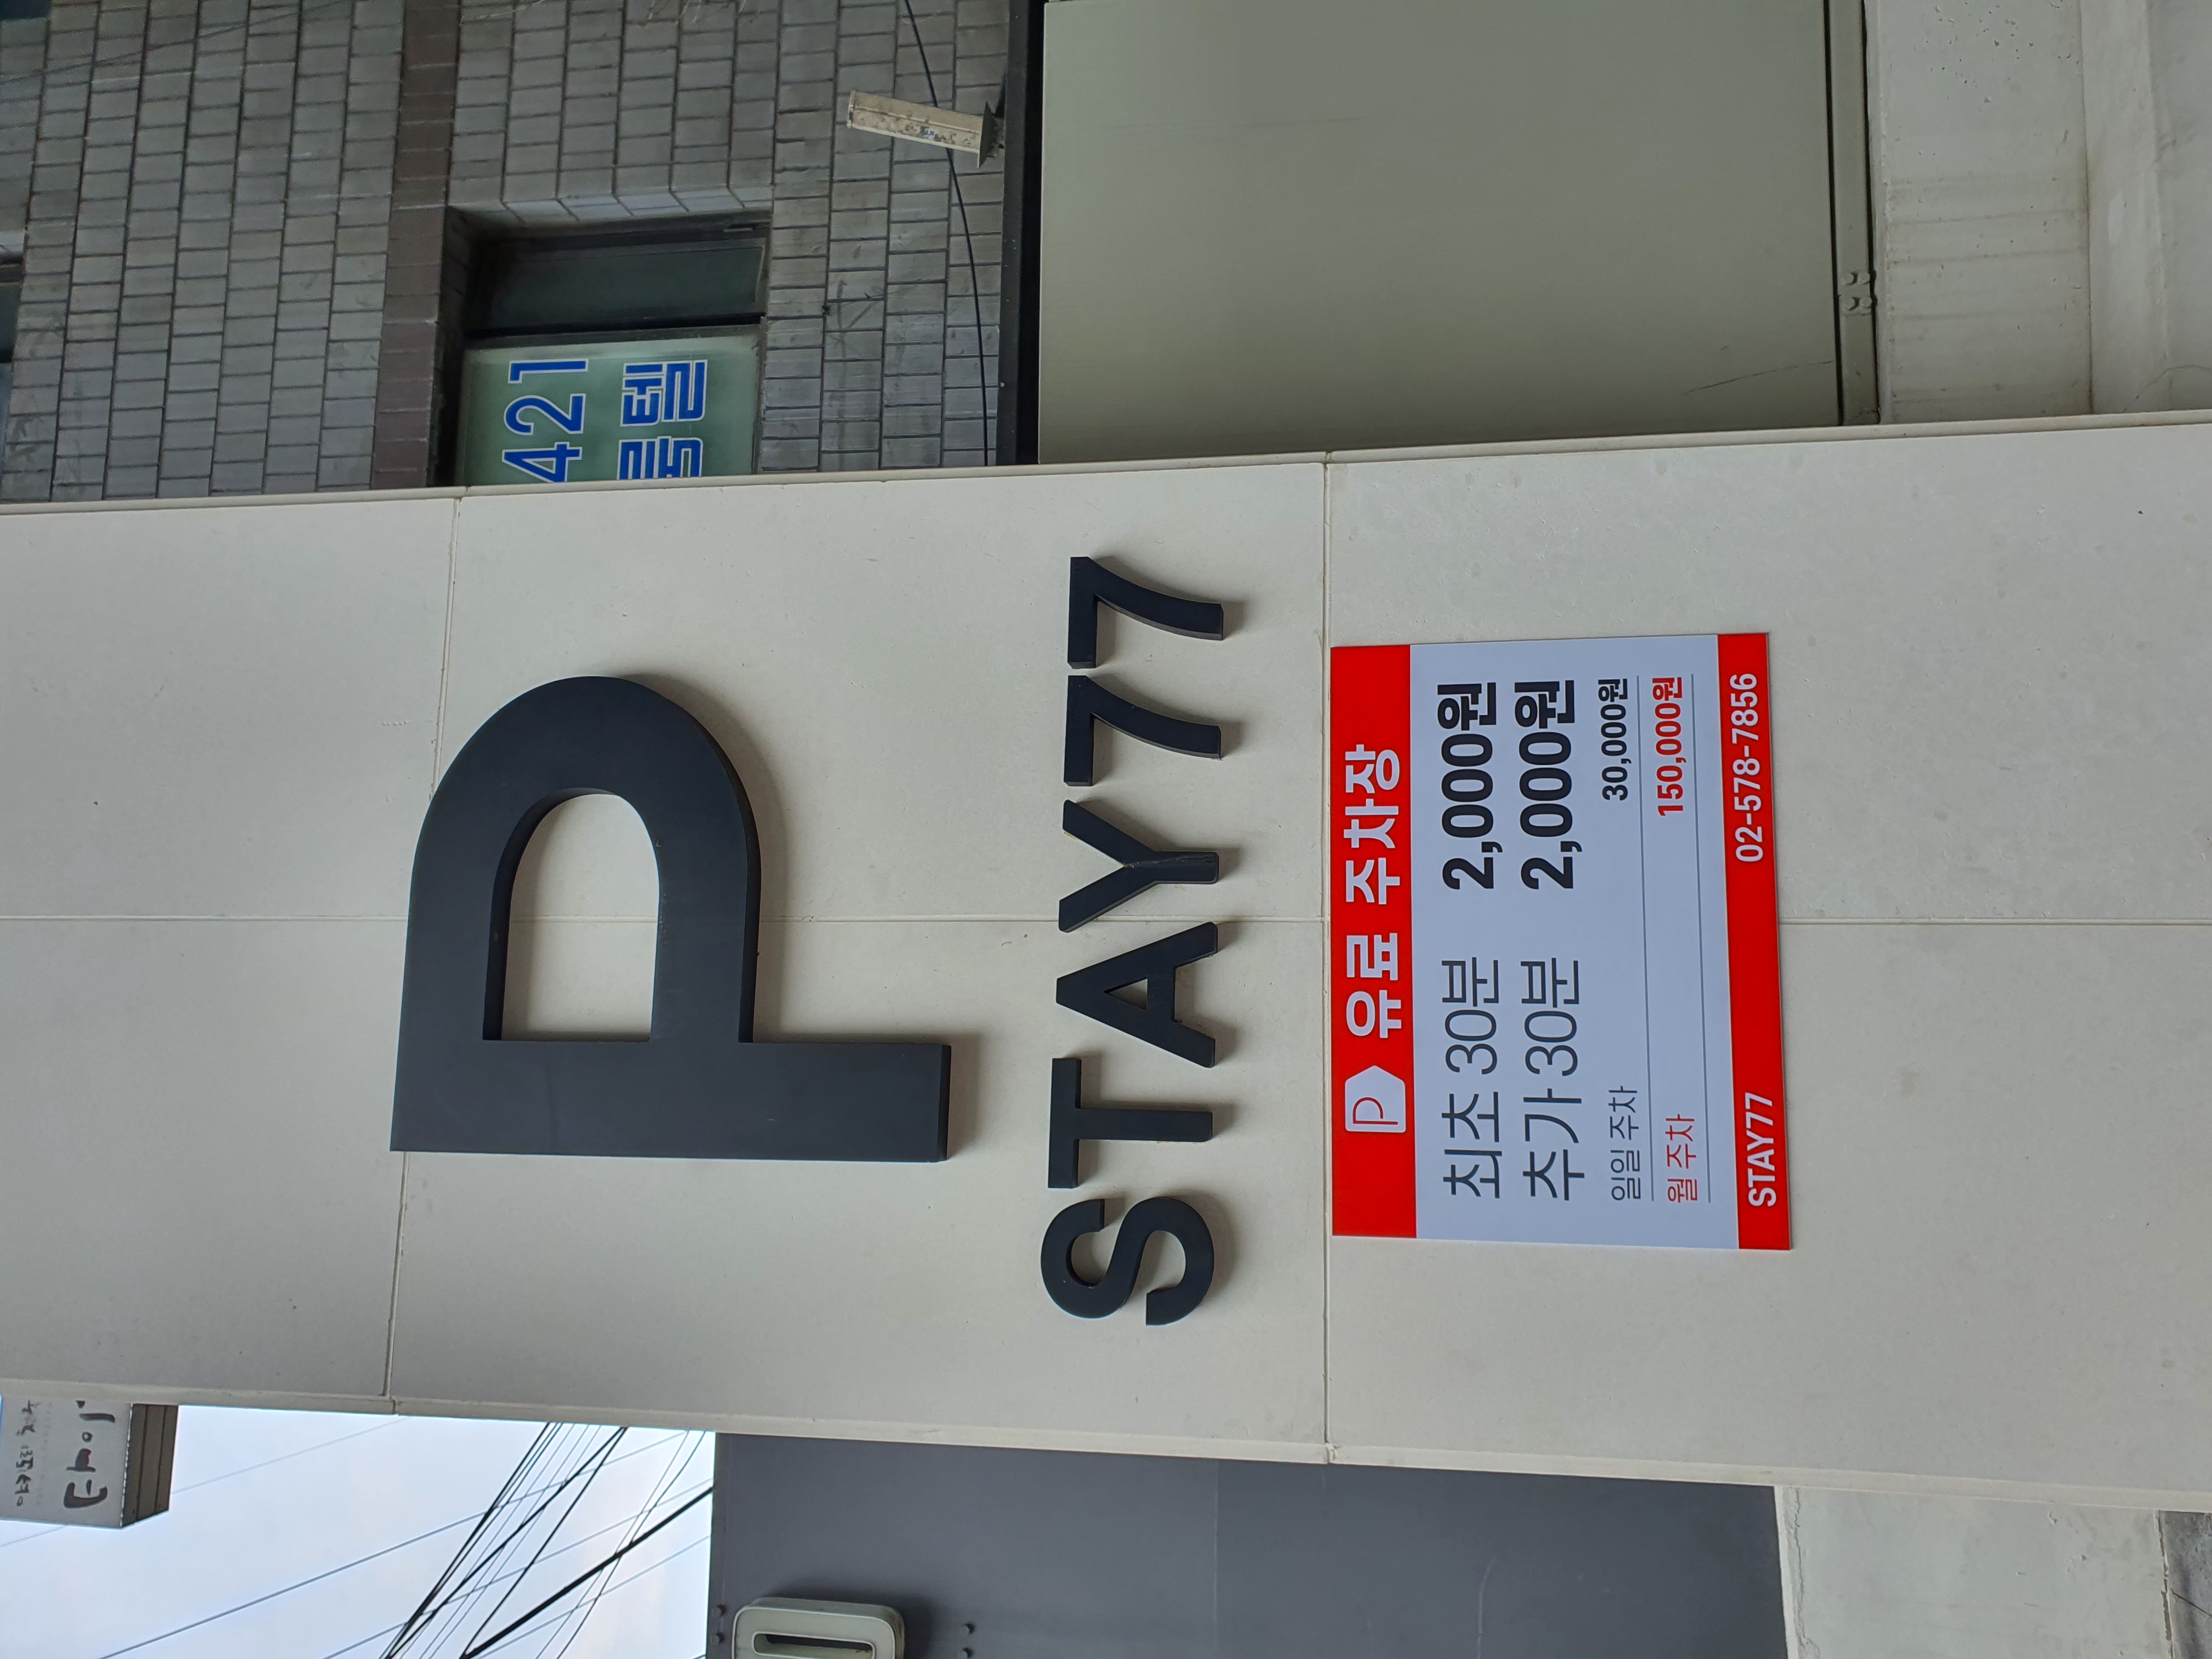 421
룸텔
P
STAY77
P 유료 주차장
최초 30분 2,000원
추가 30분 2,000원
일일 주차 30,000원
월 주차 150,000원
STAY77 02-578-7856